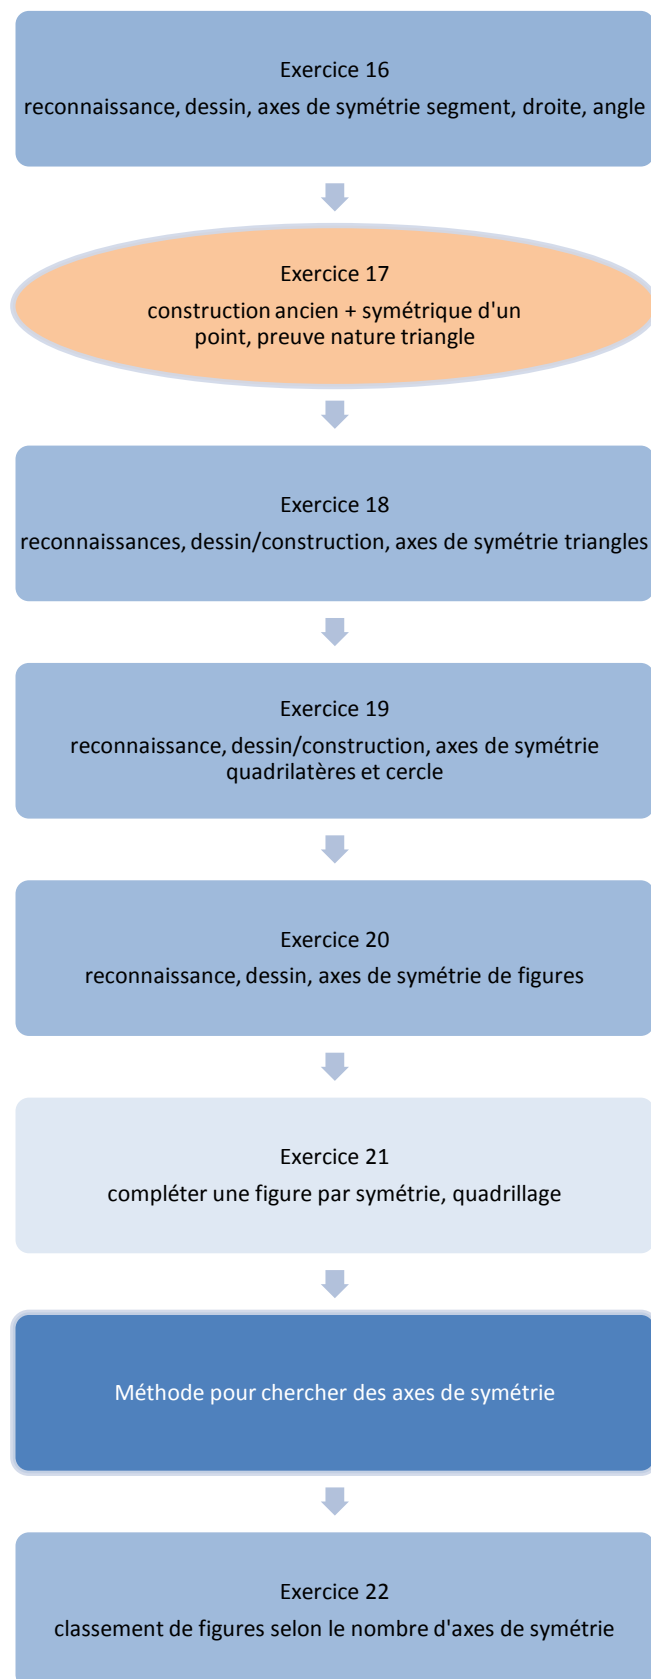 Exercice 16
reconnaissance, dessin, axes de symétrie segment, droite, angle
Exercice 17
construction ancien + symétrique d'un
point, preuve nature triangle
Exercice 18
reconnaissances, dessin/construction, axes de symétrie triangles
Exercice 19
reconnaissance, dessin/construction, axes de symétrie
quadrilatères et cercle
Exercice 20
reconnaissance, dessin, axes de symétrie de figures
Exercice 21
compléter une figure par symétrie, quadrillage
Méthode pour chercher des axes de symétrie
Exercice 22
classement de figures selon le nombre d'axes de symétrie